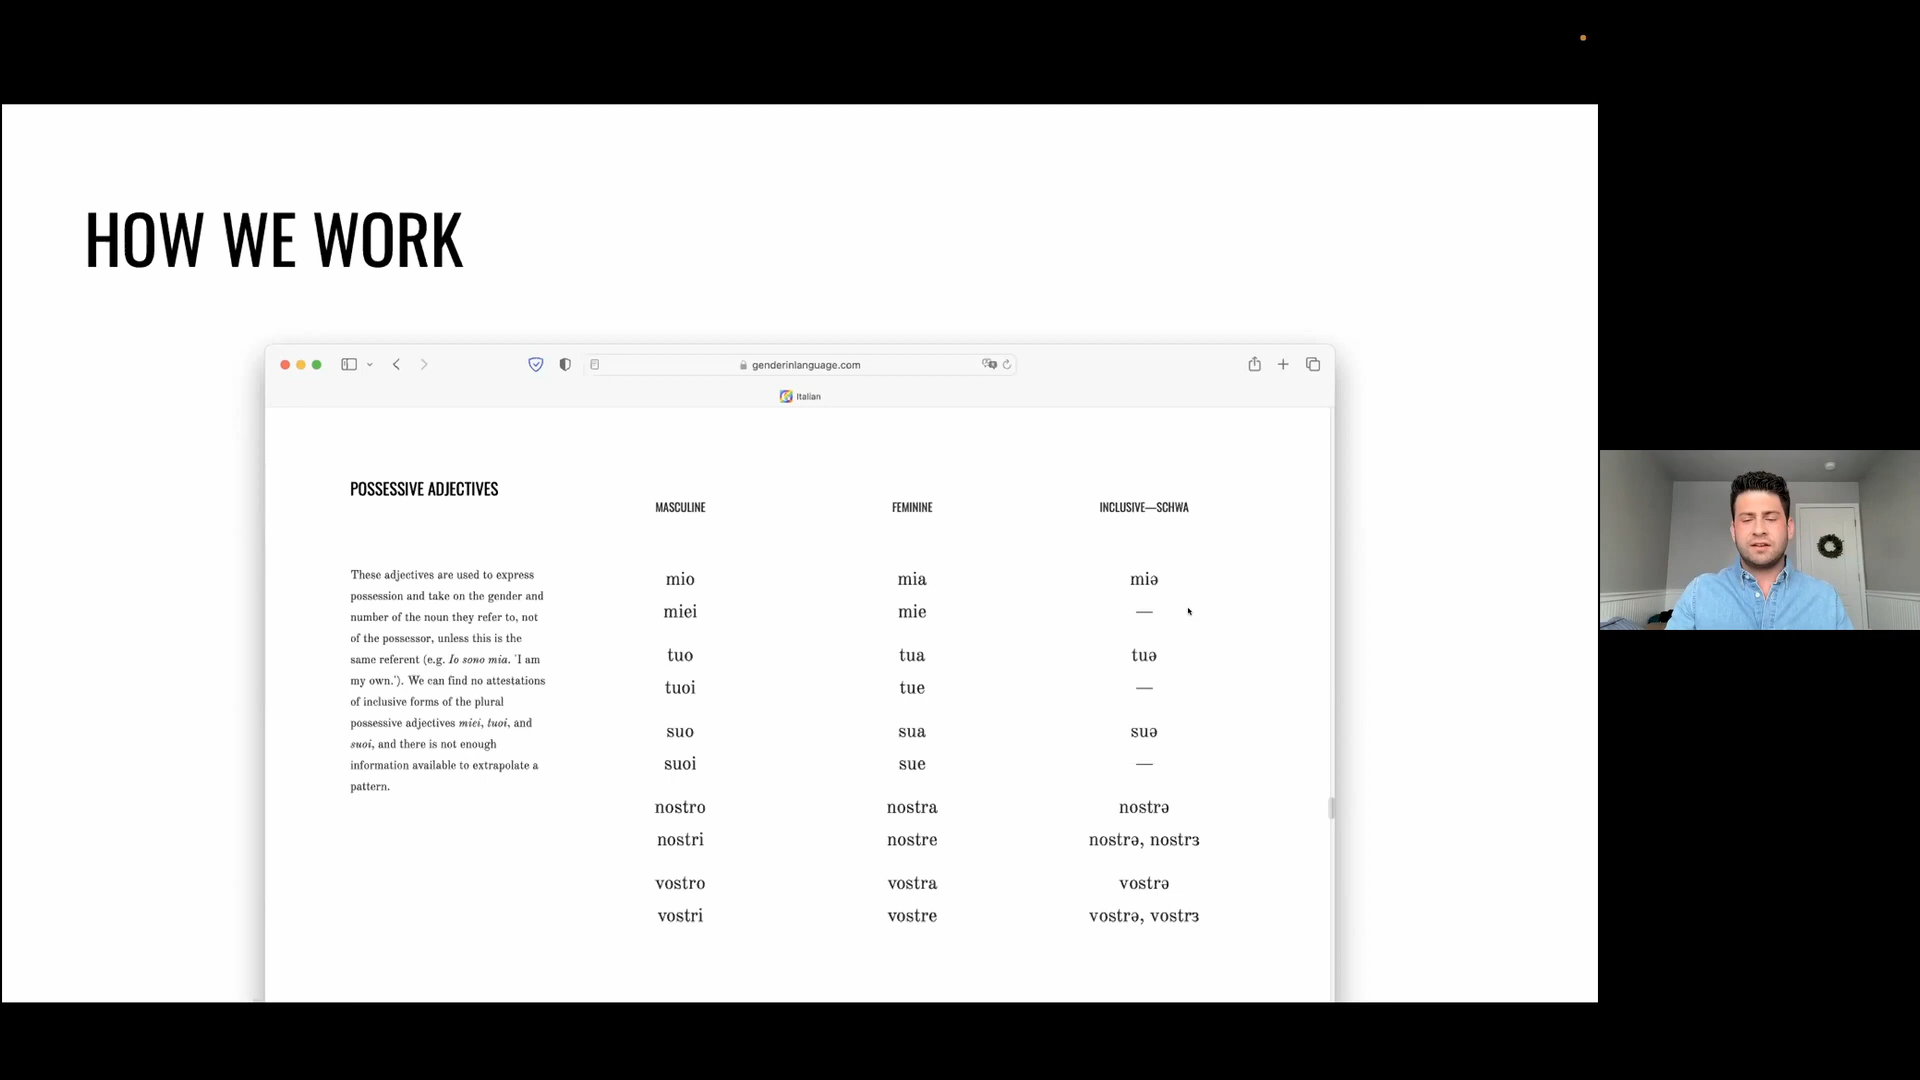 HOW WE WORK
genderinlanguage.com
Italian
POSSESSIVE ADJECTIVES
MASCULINE FEMININE INCLUSIVE—SCHWA
These adjectives are used to express
possession and take on the gender and
number of the noun they refer to, not
of the possessor, unless this is the
same referent (e.g. Io sono mia. 'I am
my own.'). We can find no attestations
of inclusive forms of the plural
possessive adjectives miei, tuoi, and
suoi, and there is not enough
information available to extrapolate a
pattern.
mio mia miə
miei mie —
tuo tua tuə
tuoi tue —
suo sua suə
suoi sue —
nostro nostra nostrə
nostri nostre nostrə, nostrɜ
vostro vostra vostrə
vostri vostre vostrə, vostrɜ